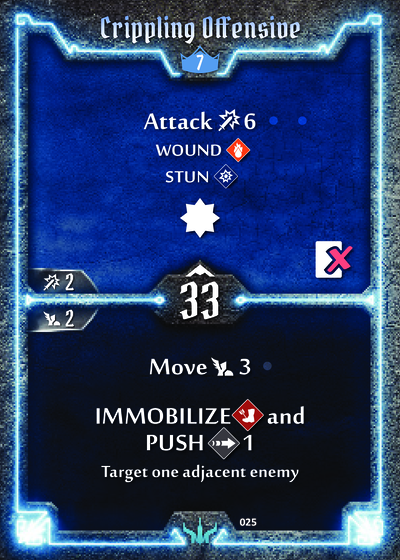 Crippling Offensive
7
Attack 6
WOUND
STUN
2
33
2
Move 3
IMMOBILIZE and
PUSH 1
Target one adjacent enemy
025